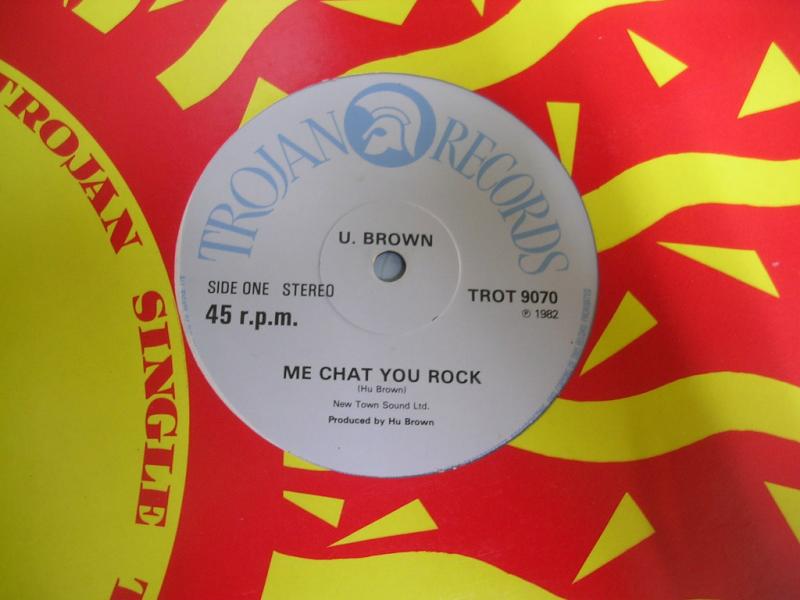 TROJAN RECORDS
U. BROWN
SIDE ONE STEREO
45 r.p.m.
TROT 9070
℗ 1982
ME CHAT YOU ROCK
(Hu Brown)
New Town Sound Ltd.
Produced by Hu Brown
TROJAN SINGLE T